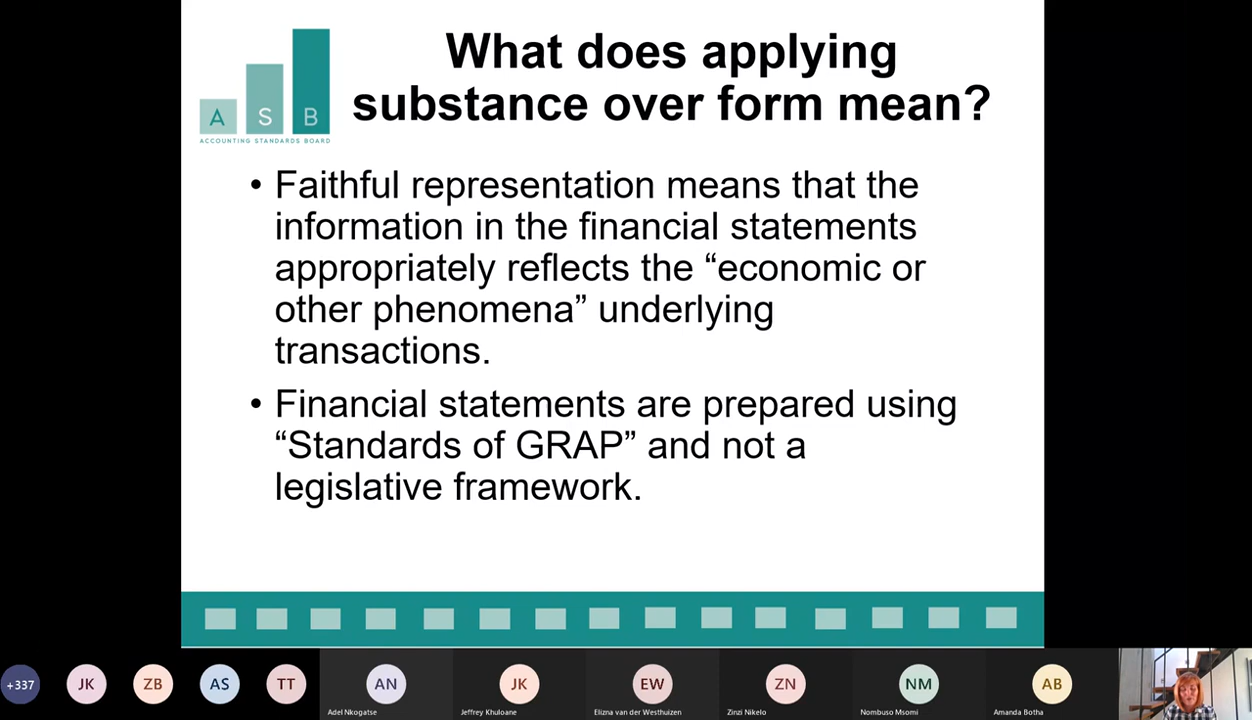 What does applying
substance over form mean?
A S B
ACCOUNTING STANDARDS BOARD
• Faithful representation means that the
information in the financial statements
appropriately reflects the “economic or
other phenomena” underlying
transactions.
• Financial statements are prepared using
“Standards of GRAP” and not a
legislative framework.
+337 JK ZB AS TT AN JK EW ZN NM AB
Adel Nkogatse Jeffrey Khuloane Elizna van der Westhuizen Zinzi Nikelo Nombuso Msomi Amanda Botha